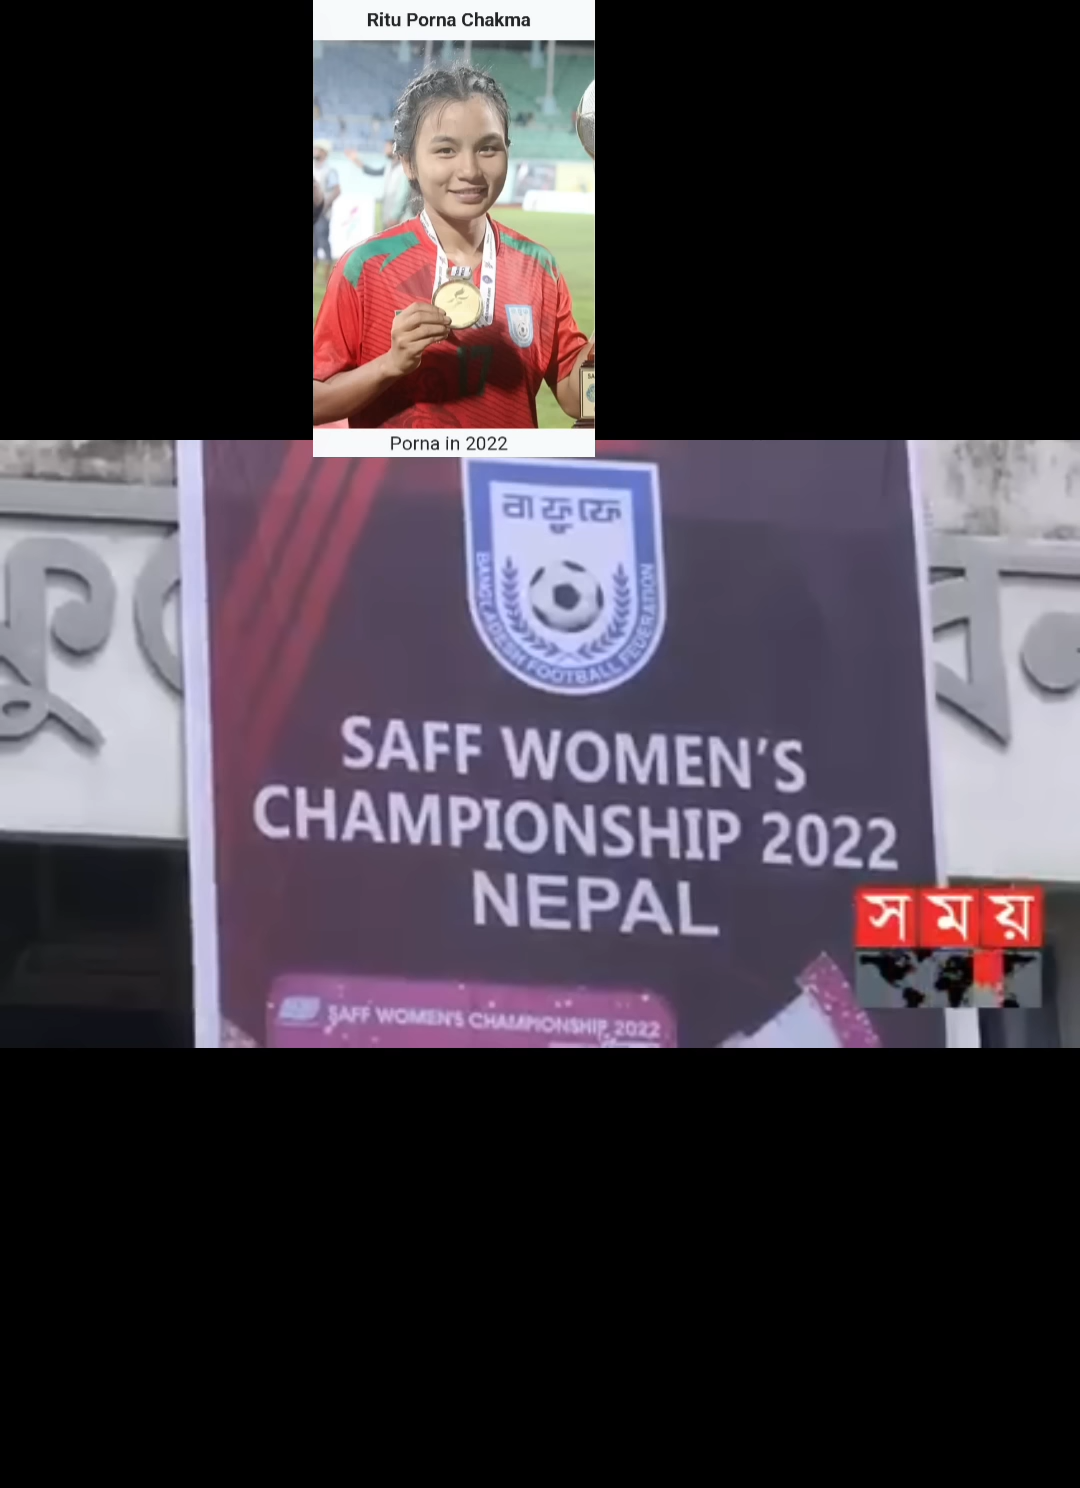 Ritu Porna Chakma
17
Porna in 2022
বাফুফে
BANGLADESH FOOTBALL FEDERATION
SAFF WOMEN'S
CHAMPIONSHIP 2022
NEPAL
সময়
SAFF WOMEN'S CHAMPIONSHIP 2022